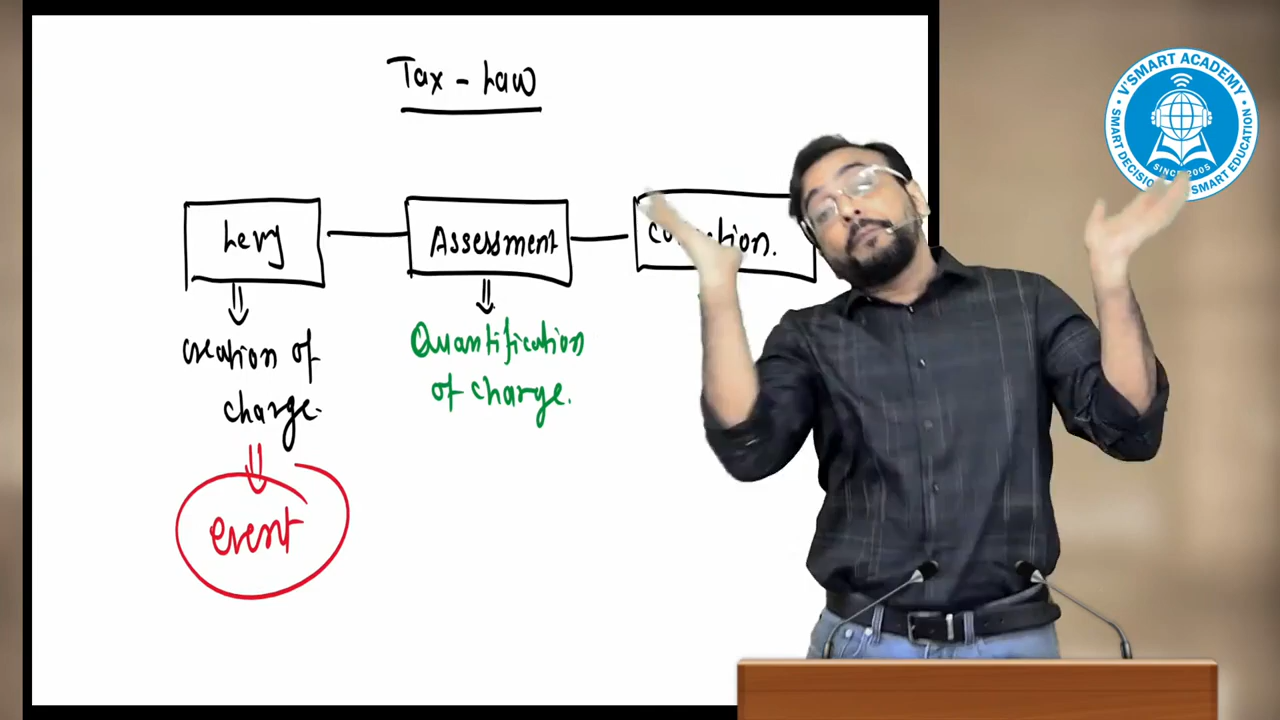 Tax - Law
Levy
Assessment
Collection.
creation of
charge.
event
Quantification
of charge.
V'SMART ACADEMY
SMART DECISION SMART EDUCATION
SINCE 2005